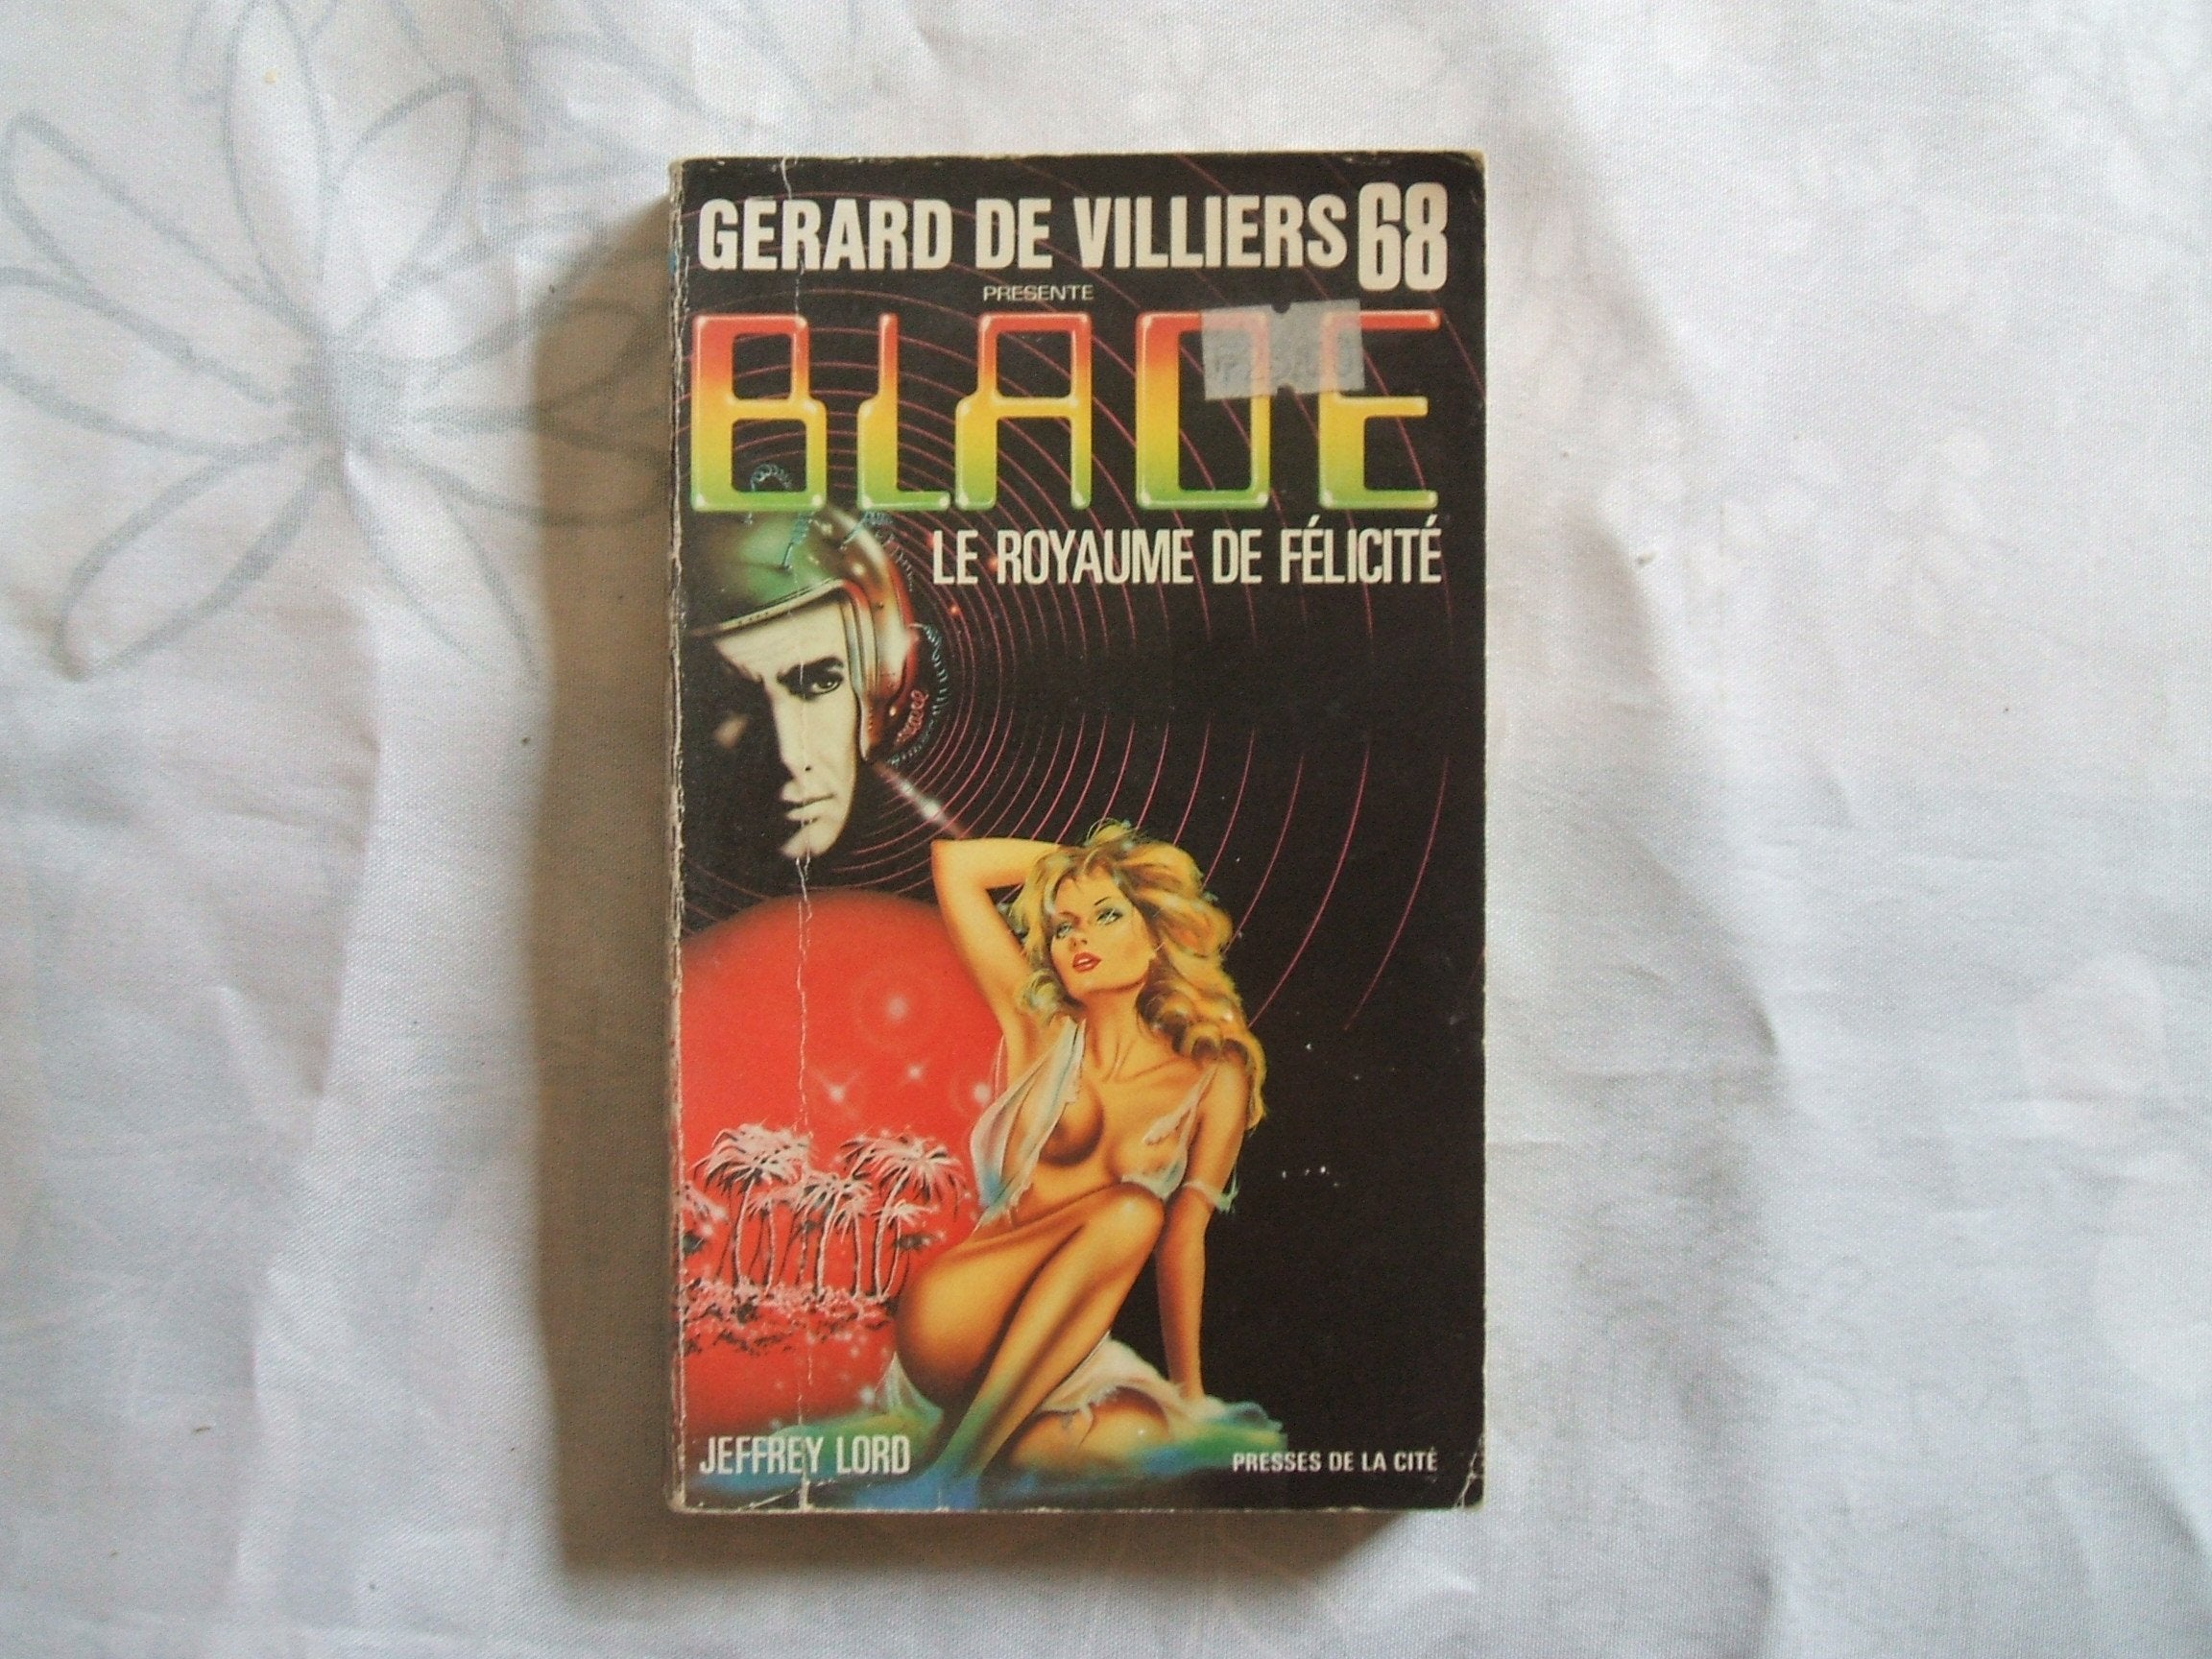 GERARD DE VILLIERS 68
PRESENTE
BLADE
LE ROYAUME DE FÉLICITÉ
JEFFREY LORD
PRESSES DE LA CITÉ